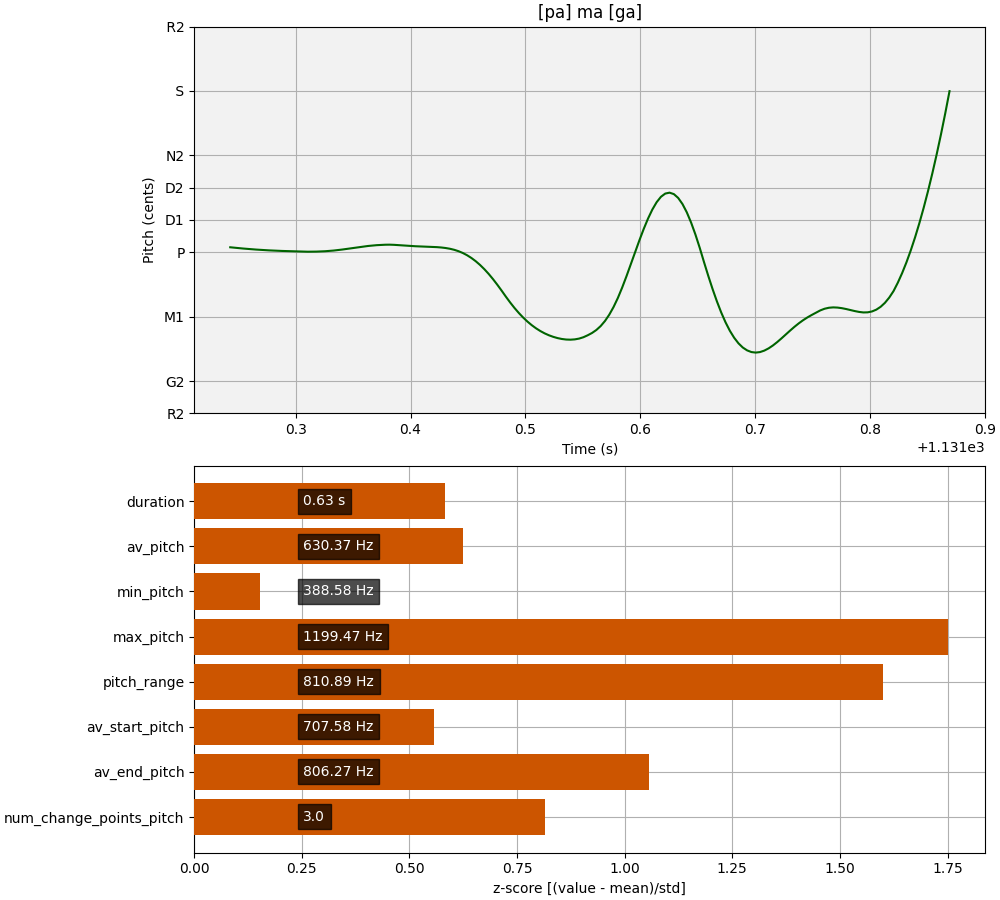 [pa] ma [ga]
R2
S
N2
D2
D1
P
M1
G2
R2
Pitch (cents)
0.3 0.4 0.5 0.6 0.7 0.8 0.9
Time (s)
+1.131e3
duration 0.63 s
av_pitch 630.37 Hz
min_pitch 388.58 Hz
max_pitch 1199.47 Hz
pitch_range 810.89 Hz
av_start_pitch 707.58 Hz
av_end_pitch 806.27 Hz
num_change_points_pitch 3.0
0.00 0.25 0.50 0.75 1.00 1.25 1.50 1.75
z-score [(value - mean)/std]